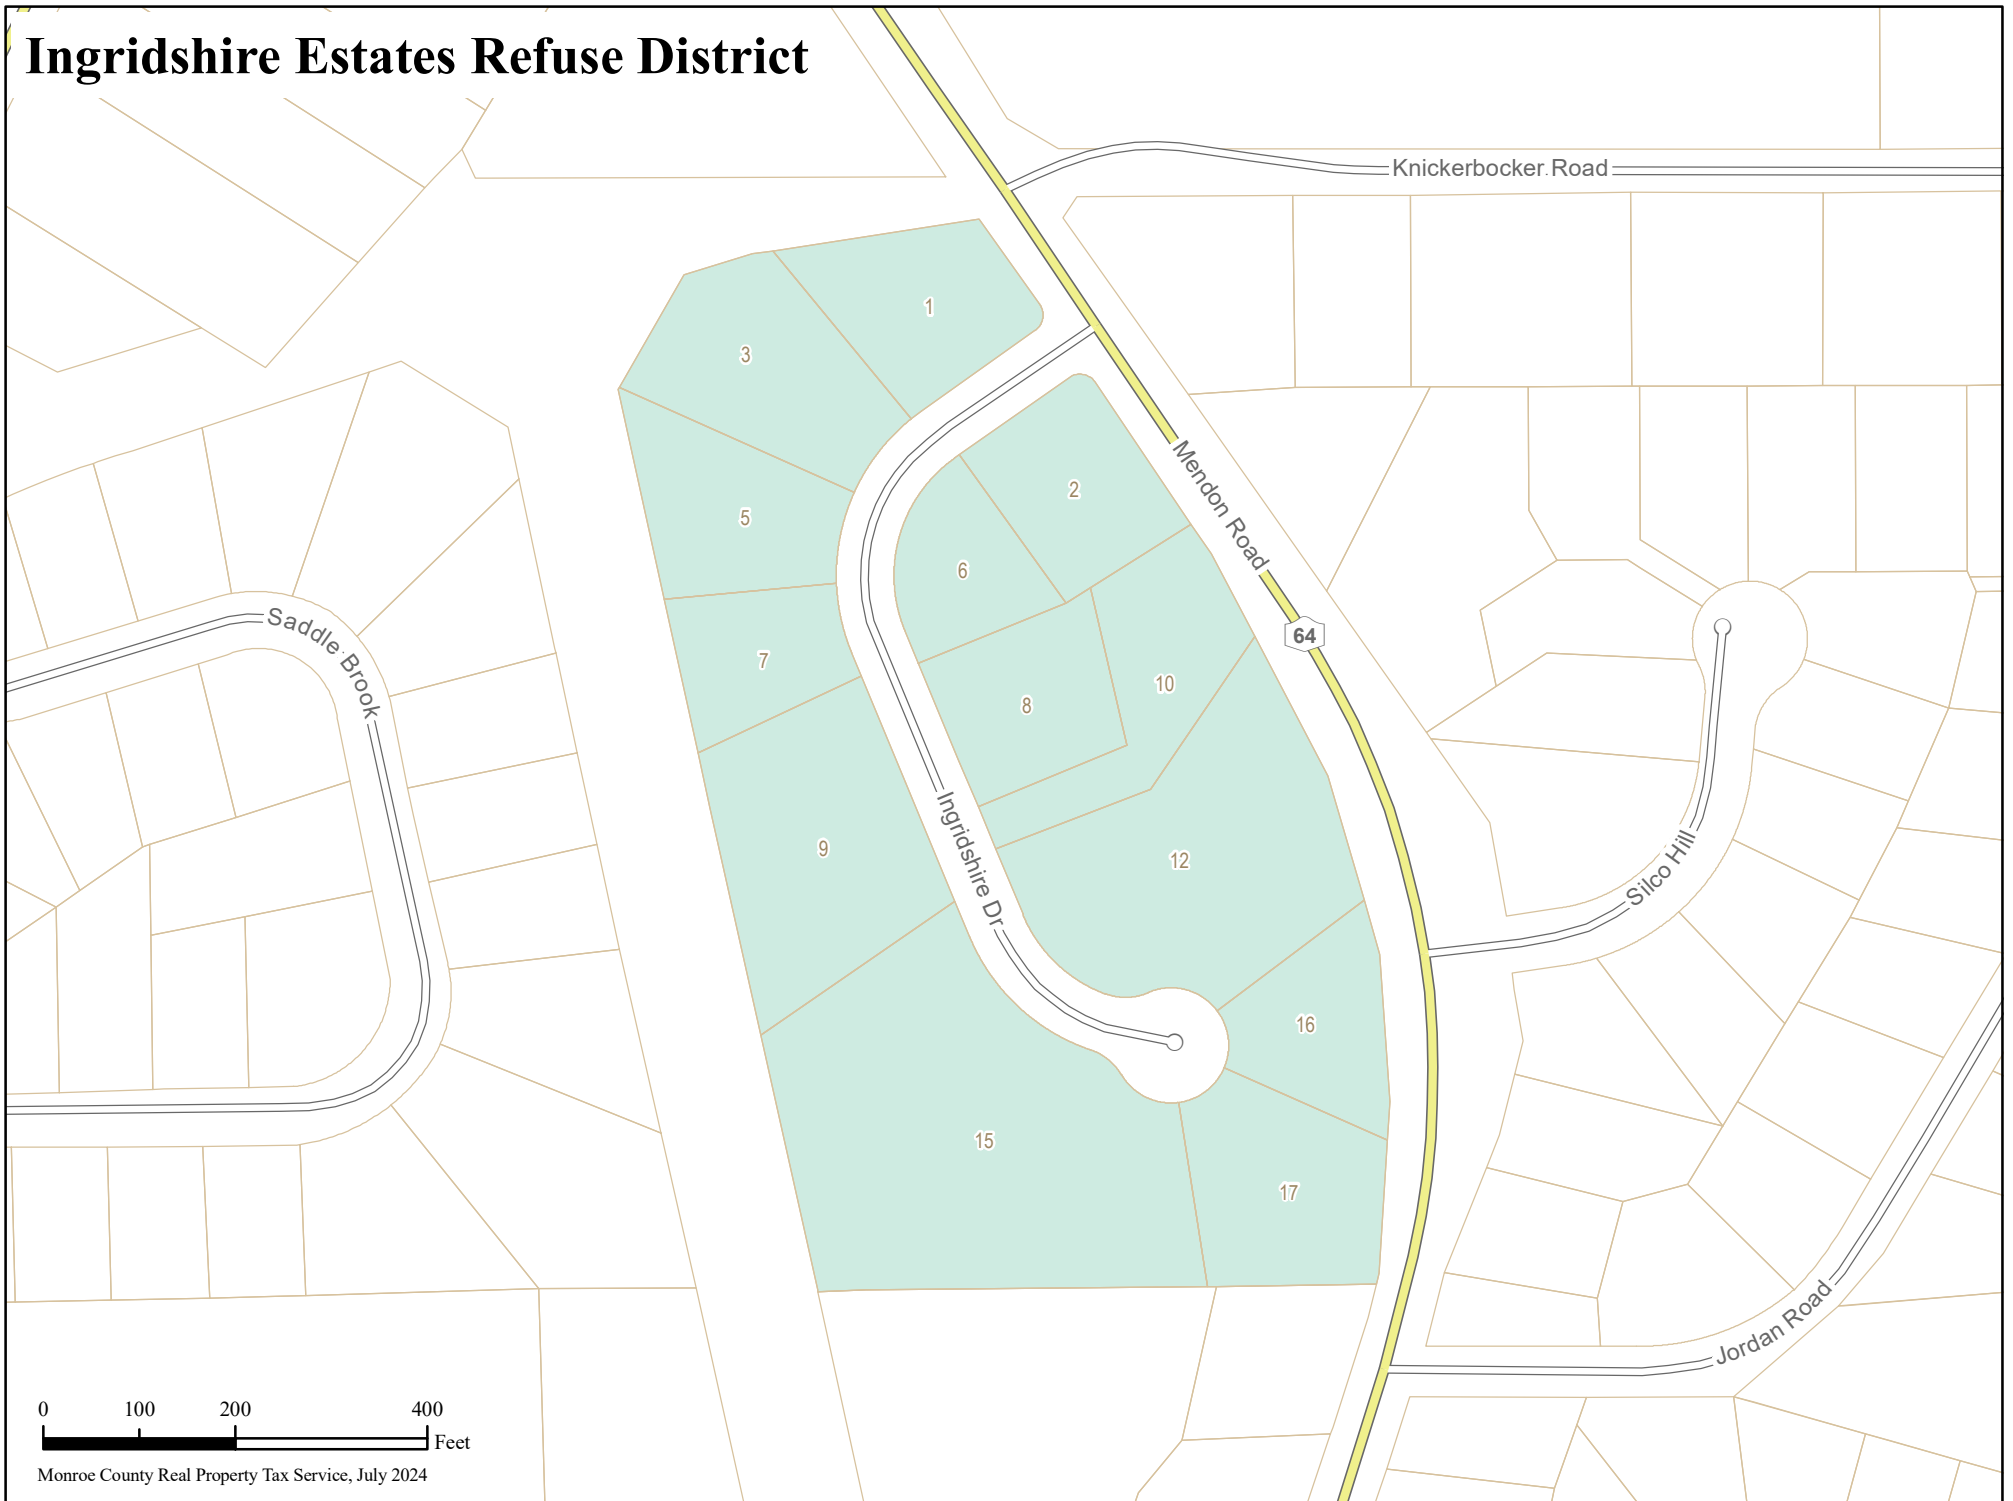 Ingridshire Estates Refuse District
Knickerbocker Road
1
3
2
Mendon Road
5
6
Saddle Brook
64
7
10
8
Ingridshire Dr
9
12
Silco Hill
16
15
17
Jordan Road
0 100 200 400
Feet
Monroe County Real Property Tax Service, July 2024